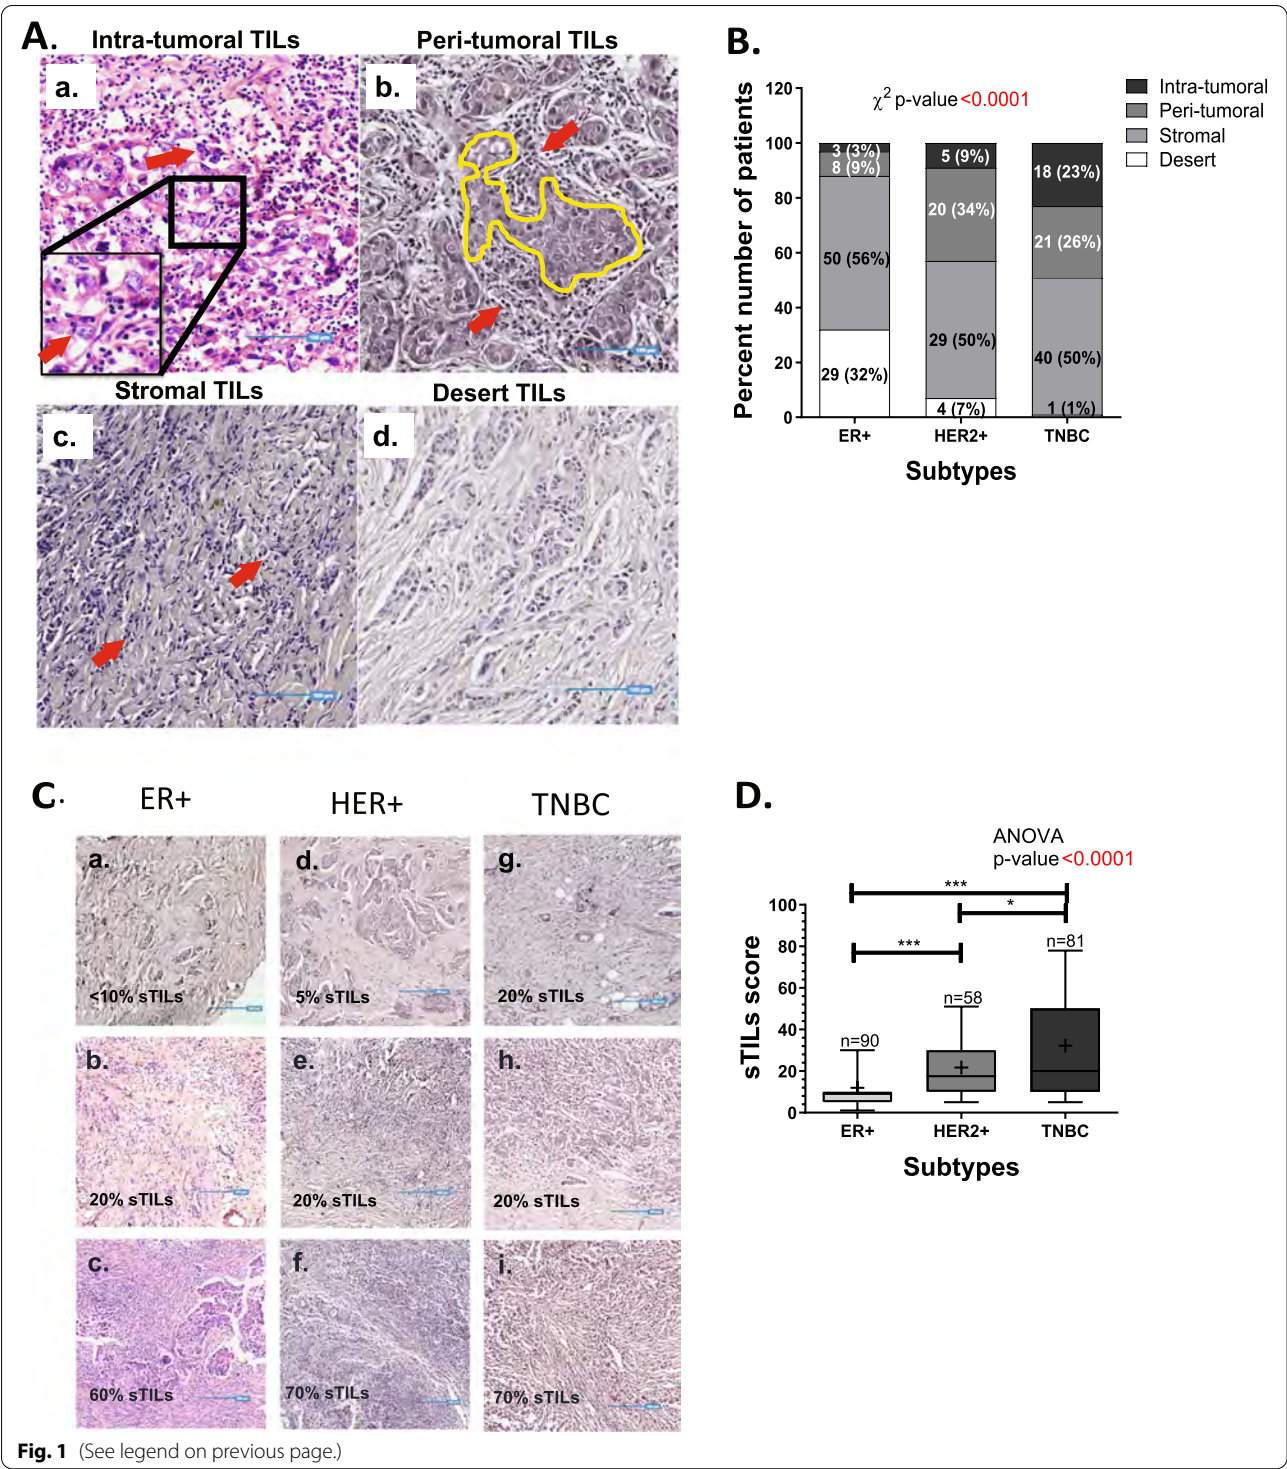 A.
Intra-tumoral TILs
Peri-tumoral TILs
a.
b.
Stromal TILs
Desert TILs
c.
d.
B.
χ² p-value <0.0001
Percent number of patients
120
100
80
60
40
20
0
3 (3%)
8 (9%)
50 (56%)
29 (32%)
5 (9%)
20 (34%)
29 (50%)
4 (7%)
18 (23%)
21 (26%)
40 (50%)
1 (1%)
ER+
HER2+
TNBC
Subtypes
Intra-tumoral
Peri-tumoral
Stromal
Desert
C.
ER+
HER+
TNBC
a.
<10% sTILs
d.
5% sTILs
g.
20% sTILs
b.
20% sTILs
e.
20% sTILs
h.
20% sTILs
c.
60% sTILs
f.
70% sTILs
i.
70% sTILs
D.
ANOVA
p-value <0.0001
***
*
***
sTILs score
100
80
60
40
20
0
n=90
n=58
n=81
ER+
HER2+
TNBC
Subtypes
Fig. 1 (See legend on previous page.)